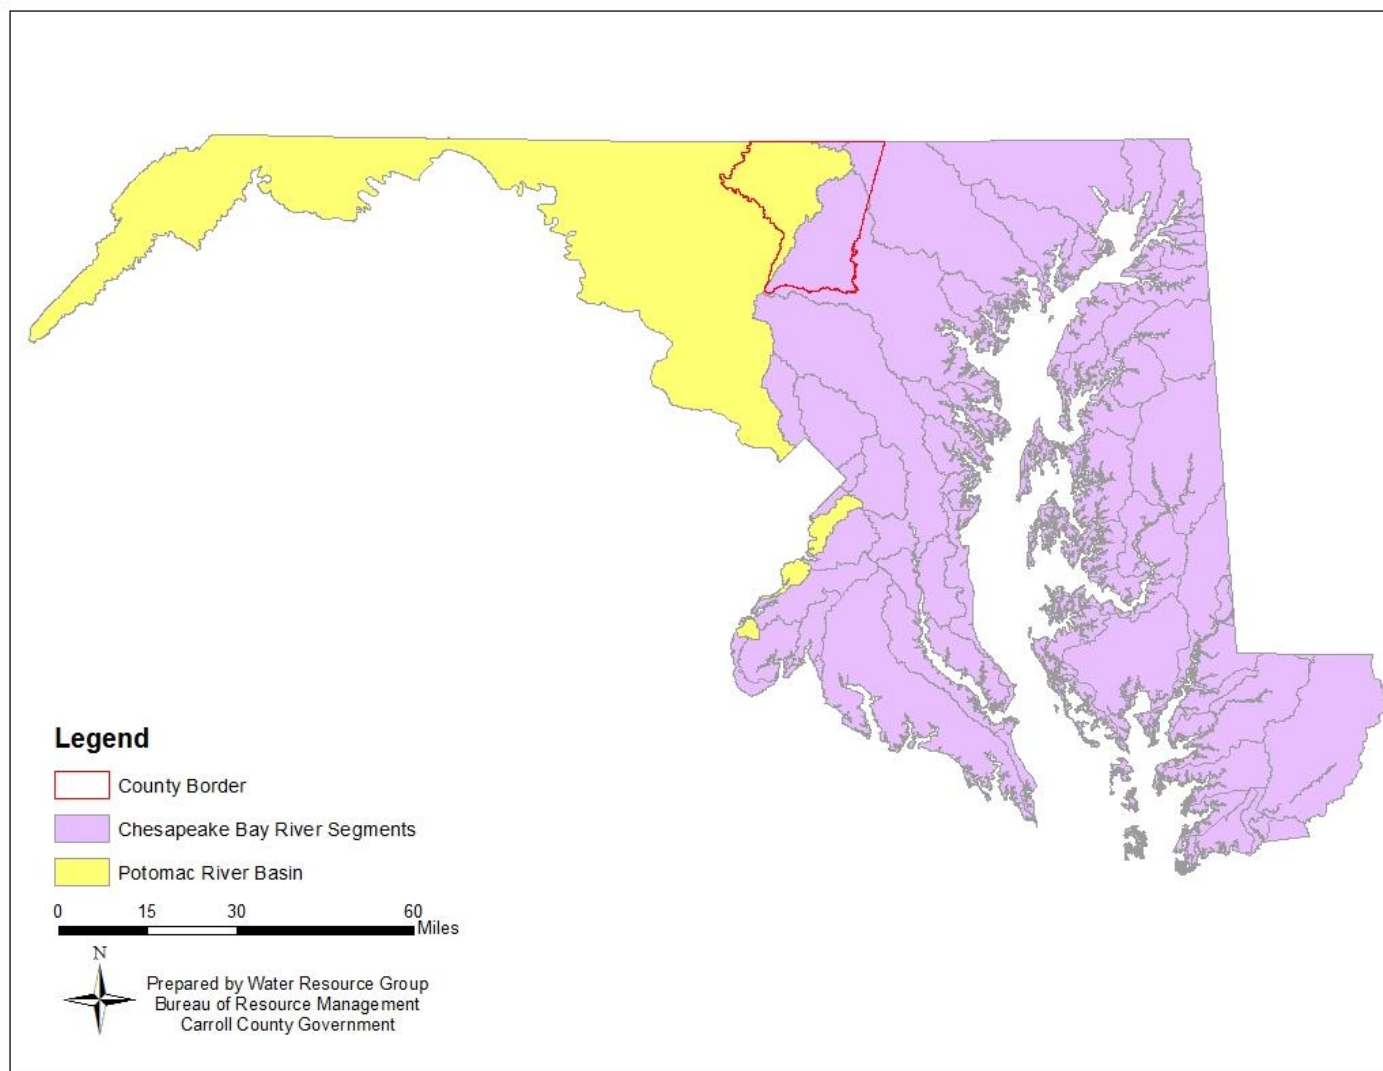 Legend
County Border
Chesapeake Bay River Segments
Potomac River Basin
0 15 30 60
Miles
N
Prepared by Water Resource Group
Bureau of Resource Management
Carroll County Government